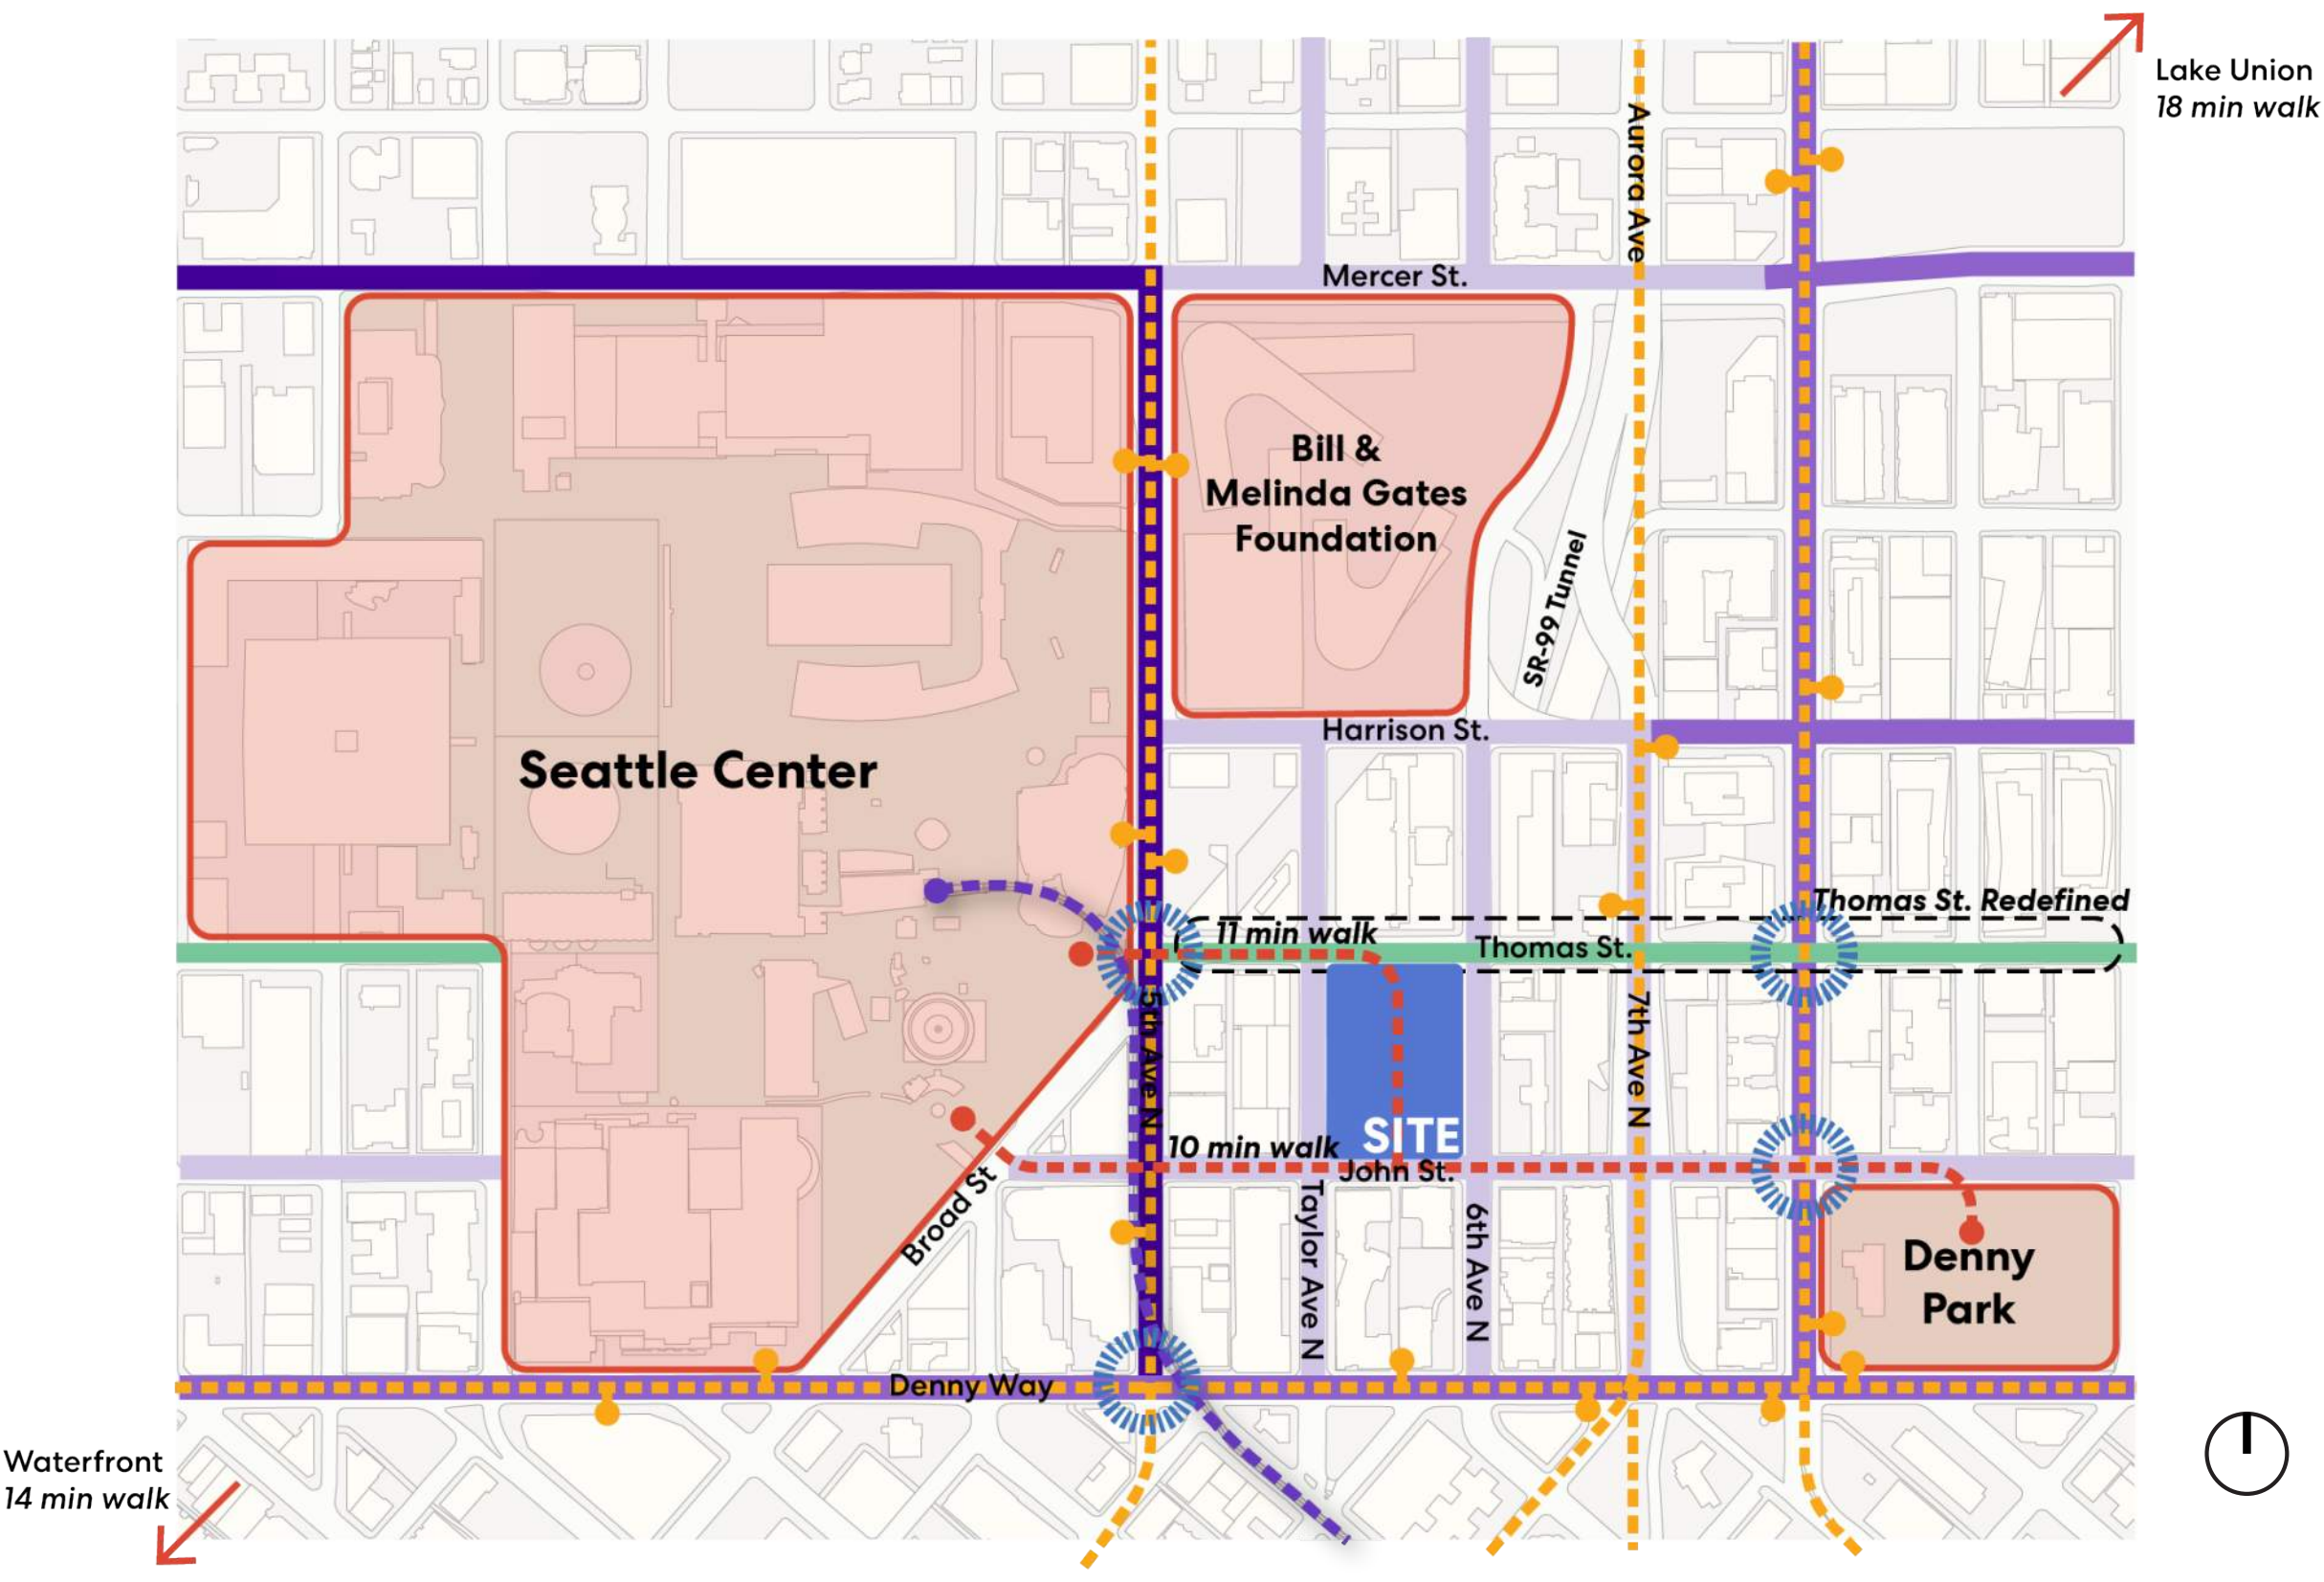 Lake Union
18 min walk
Aurora Ave
Mercer St.
Bill &
Melinda Gates
Foundation
SR-99 Tunnel
Harrison St.
Seattle Center
Thomas St. Redefined
11 min walk
Thomas St.
5th Ave N
7th Ave N
SITE
10 min walk
John St.
Broad St
Taylor Ave N
6th Ave N
Denny
Park
Denny Way
Waterfront
14 min walk